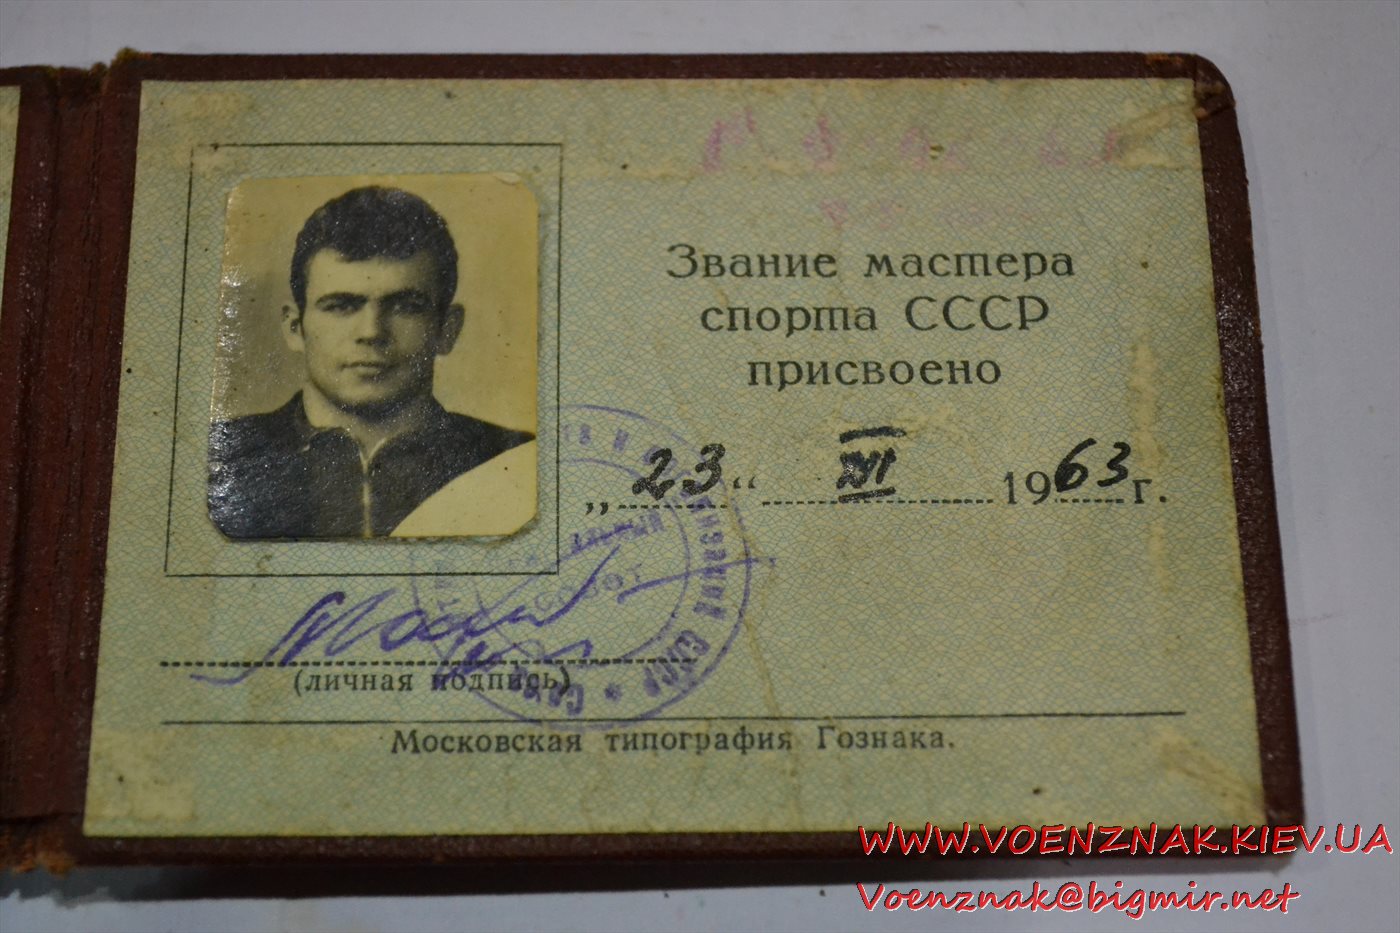 Звание мастера
спорта СССР
присвоено
„ 23 “ XII 1963 г.
(личная подпись)
Московская типография Гознака.
WWW.VOENZNAK.KIEV.UA
Voenznak@bigmir.net